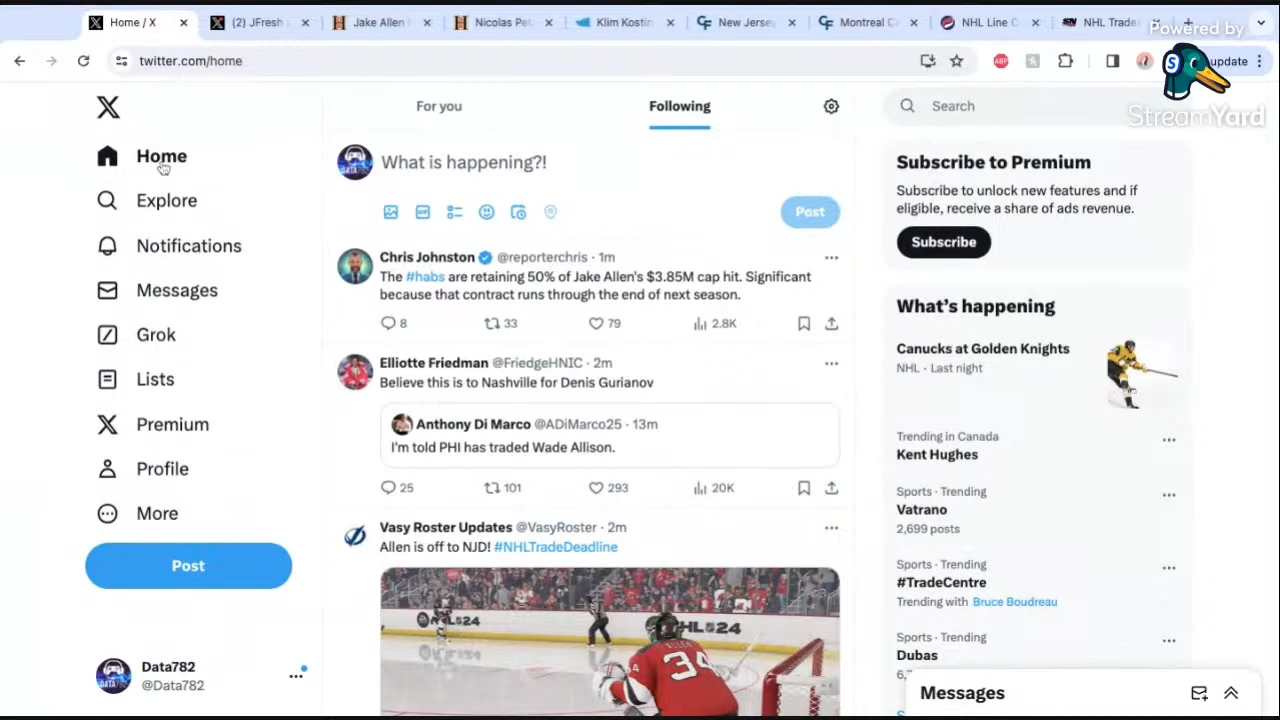 Home / X
(2) JFresh
Jake Allen
Nicolas Pet
Klim Kostin
New Jersey
Montreal C
NHL Line C
NHL Trades
Powered by
StreamYard
twitter.com/home
update
Home
Explore
Notifications
Messages
Grok
Lists
Premium
Profile
More
Post
Data782
@Data782
For you
Following
What is happening?!
Post
Chris Johnston @reporterchris · 1m
The #habs are retaining 50% of Jake Allen's $3.85M cap hit. Significant
because that contract runs through the end of next season.
8 33 79 2.8K
Elliotte Friedman @FriedgeHNIC · 2m
Believe this is to Nashville for Denis Gurianov
Anthony Di Marco @ADiMarco25 · 13m
I'm told PHI has traded Wade Allison.
25 101 293 20K
Vasy Roster Updates @VasyRoster · 2m
Allen is off to NJD! #NHLTradeDeadline
34
Search
Subscribe to Premium
Subscribe to unlock new features and if
eligible, receive a share of ads revenue.
Subscribe
What's happening
Canucks at Golden Knights
NHL · Last night
Trending in Canada
Kent Hughes
Sports · Trending
Vatrano
2,699 posts
Sports · Trending
#TradeCentre
Trending with Bruce Boudreau
Sports · Trending
Dubas
Messages